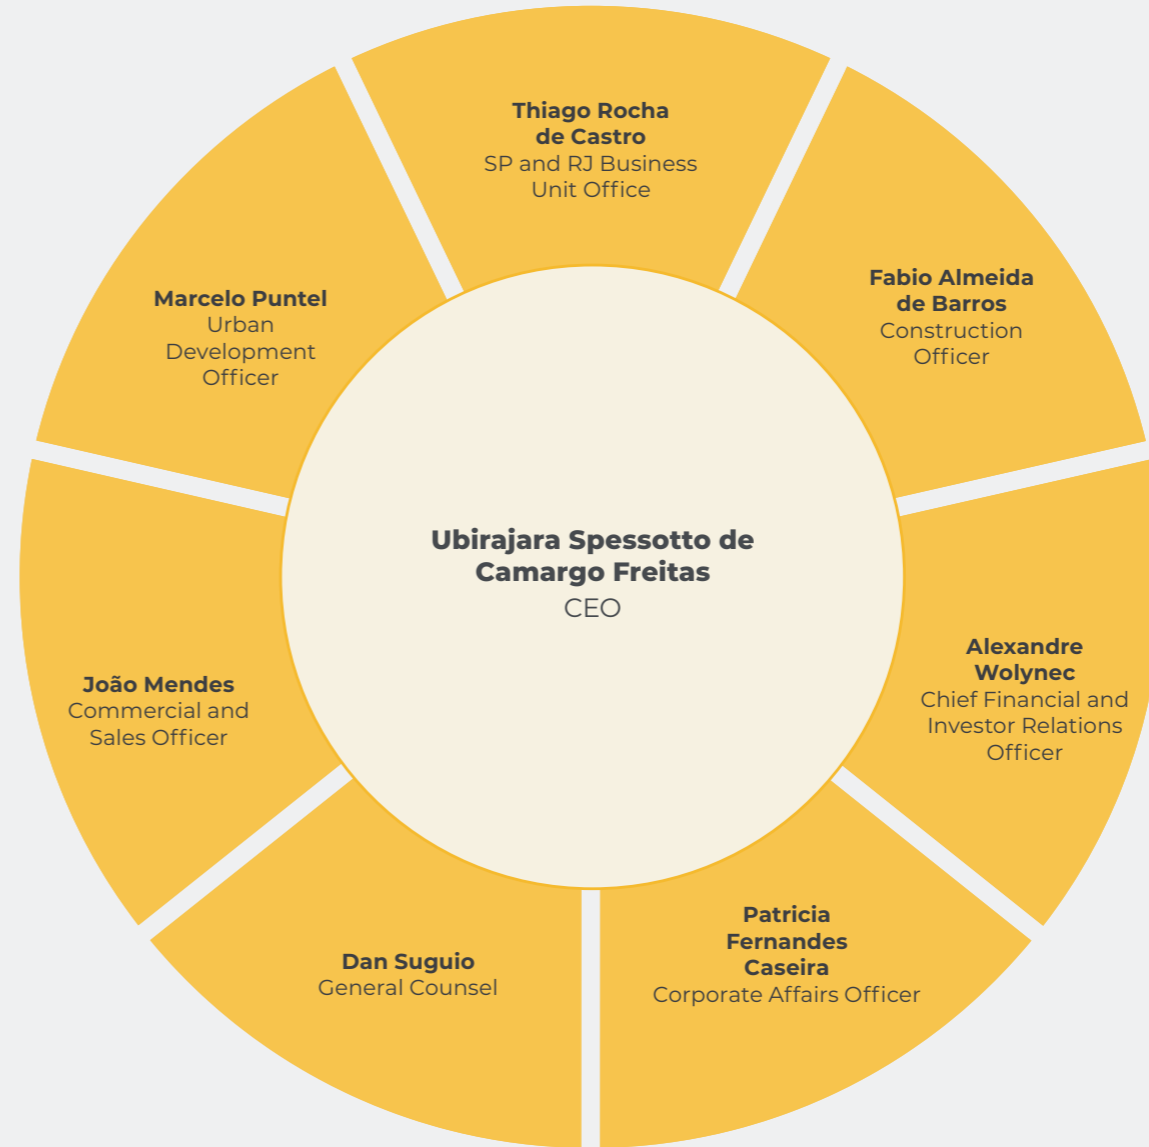 Thiago Rocha
de Castro
SP and RJ Business
Unit Office
Fabio Almeida
de Barros
Construction
Officer
Marcelo Puntel
Urban
Development
Officer
Ubirajara Spessotto de
Camargo Freitas
CEO
Alexandre
Wolynec
Chief Financial and
Investor Relations
Officer
João Mendes
Commercial and
Sales Officer
Patricia
Fernandes
Caseira
Corporate Affairs Officer
Dan Suguio
General Counsel